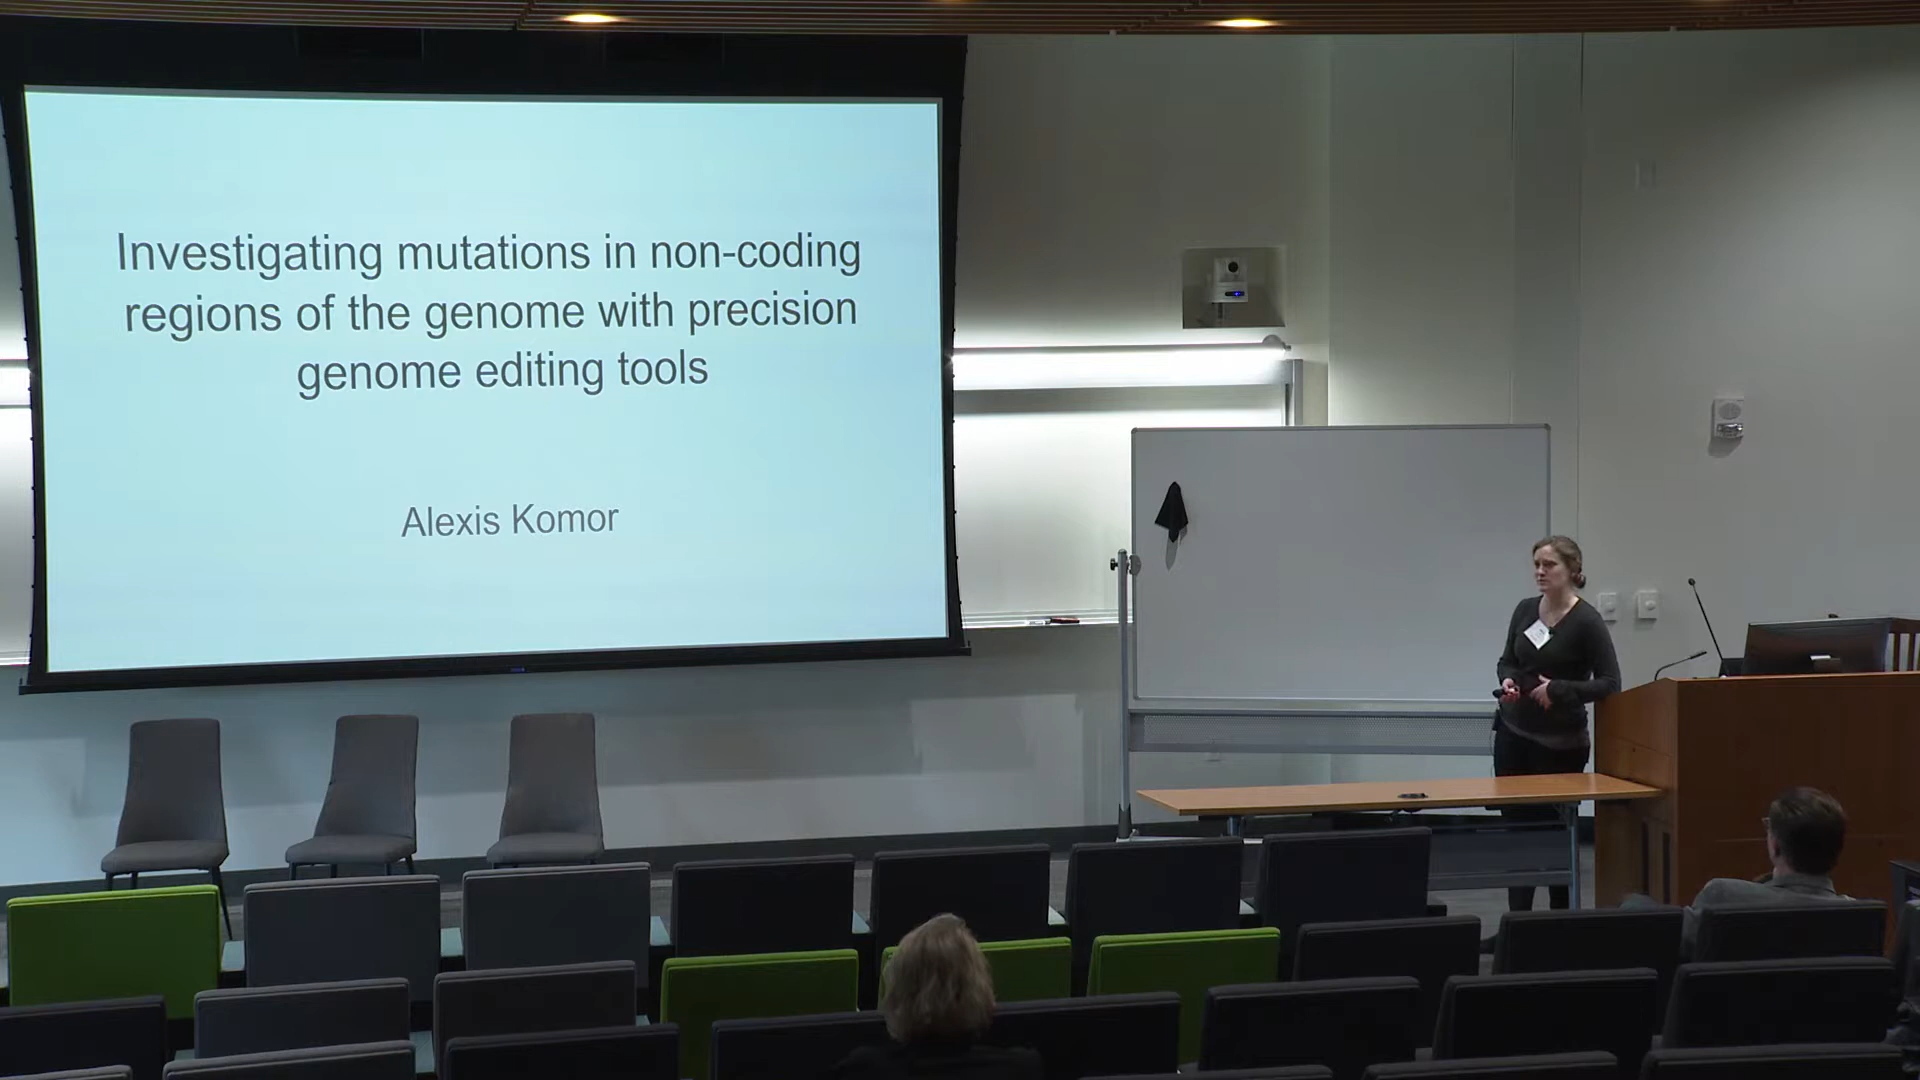 Investigating mutations in non-coding
regions of the genome with precision
genome editing tools
Alexis Komor